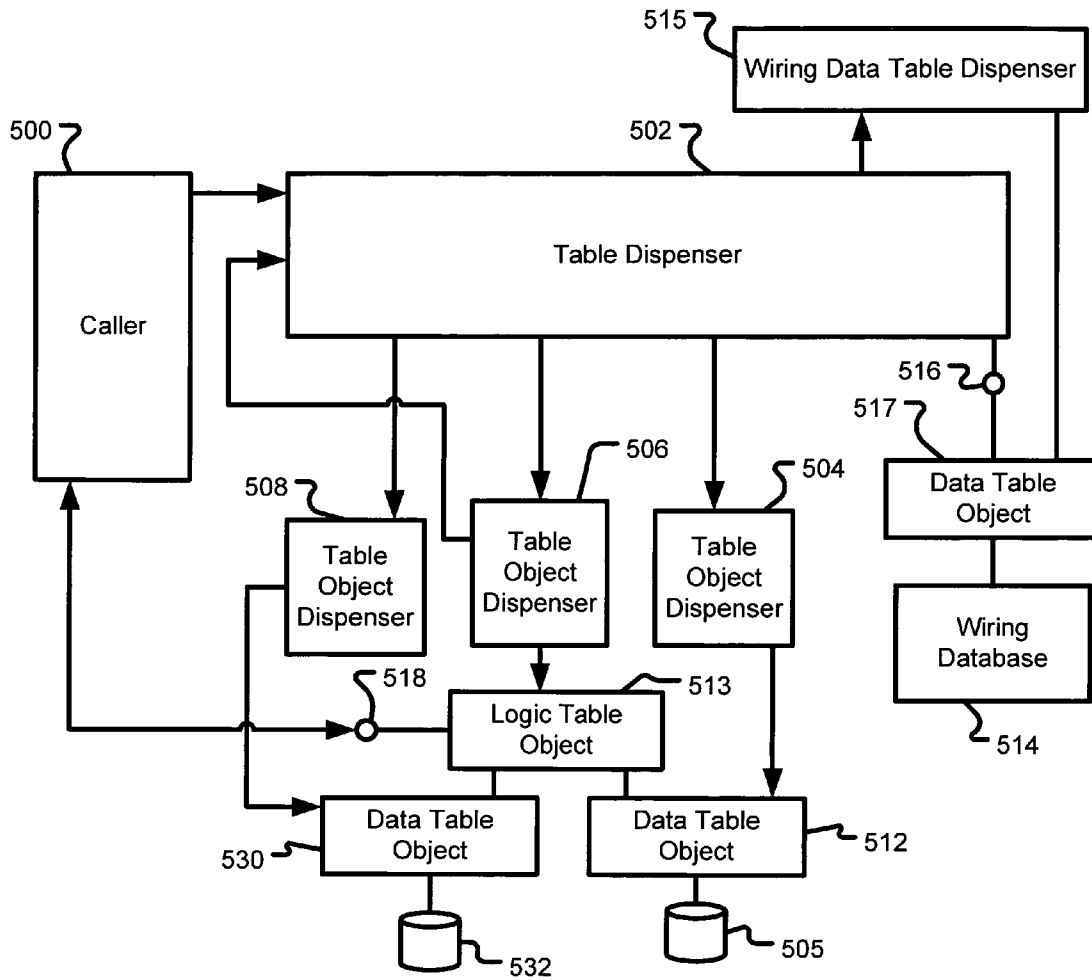 515
Wiring Data Table Dispenser
500
502
Caller
Table Dispenser
516
517
Data Table
Object
506
504
508
Table
Object
Dispenser
Table
Object
Dispenser
Table
Object
Dispenser
Wiring
Database
514
518
513
Logic Table
Object
Data Table
Object
530
Data Table
Object
512
532
505